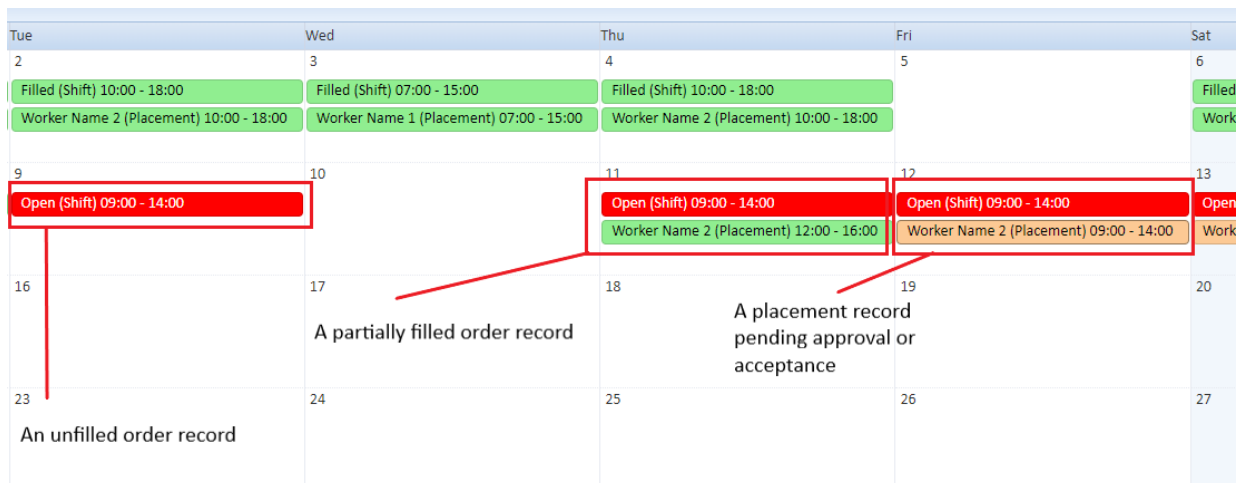 Tue Wed Thu Fri Sat
2 3 4 5 6
Filled (Shift) 10:00 - 18:00 Filled (Shift) 07:00 - 15:00 Filled (Shift) 10:00 - 18:00 Filled
Worker Name 2 (Placement) 10:00 - 18:00 Worker Name 1 (Placement) 07:00 - 15:00 Worker Name 2 (Placement) 10:00 - 18:00 Work
9 10 11 12 13
Open (Shift) 09:00 - 14:00 Open (Shift) 09:00 - 14:00 Open (Shift) 09:00 - 14:00 Open
Worker Name 2 (Placement) 12:00 - 16:00 Worker Name 2 (Placement) 09:00 - 14:00 Work
16 17 18 19 20
A partially filled order record
A placement record
pending approval or
acceptance
23 24 25 26 27
An unfilled order record